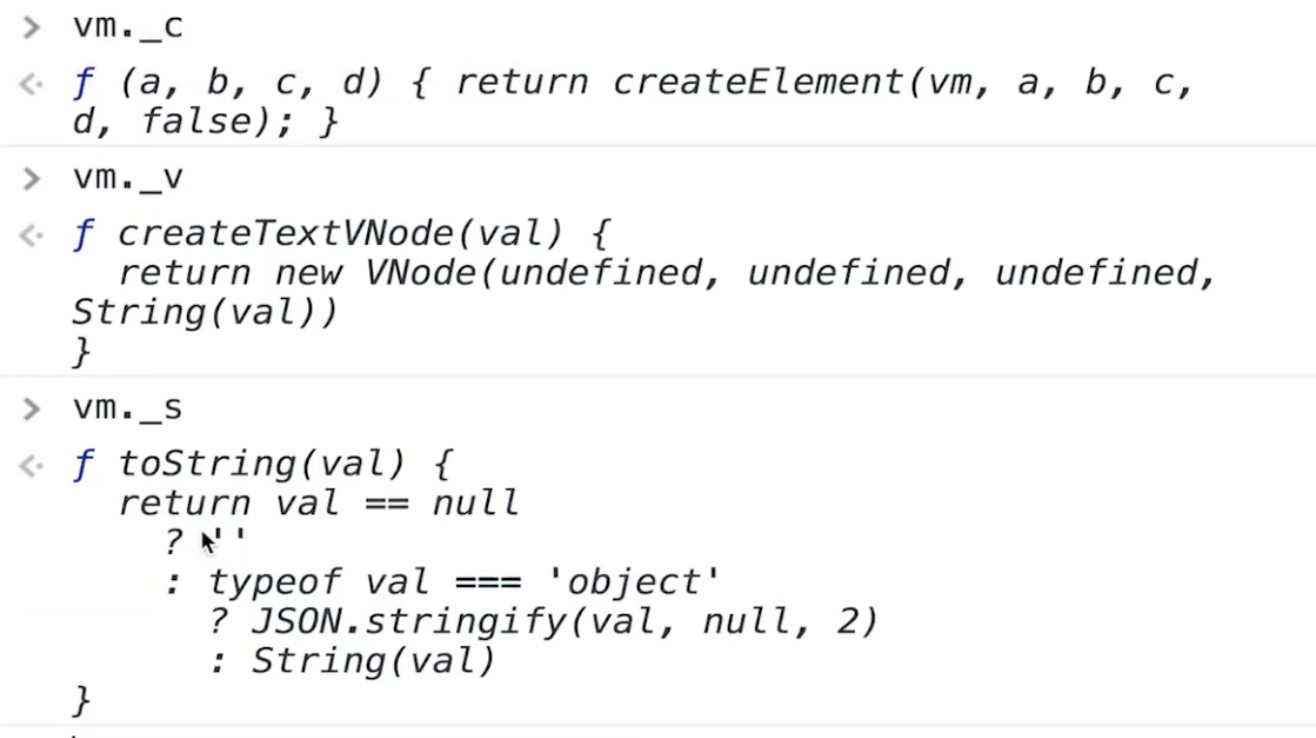 > vm._c
<· f (a, b, c, d) { return createElement(vm, a, b, c,
d, false); }
> vm._v
<· f createTextVNode(val) {
return new VNode(undefined, undefined, undefined,
String(val))
}
> vm._s
<· f toString(val) {
return val == null
? ''
: typeof val === 'object'
? JSON.stringify(val, null, 2)
: String(val)
}